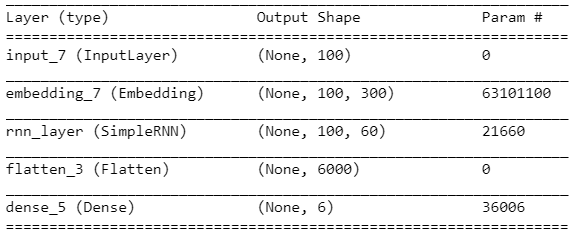 Layer (type) Output Shape Param #
=================================================================
input_7 (InputLayer) (None, 100) 0
_________________________________________________________________
embedding_7 (Embedding) (None, 100, 300) 63101100
_________________________________________________________________
rnn_layer (SimpleRNN) (None, 100, 60) 21660
_________________________________________________________________
flatten_3 (Flatten) (None, 6000) 0
_________________________________________________________________
dense_5 (Dense) (None, 6) 36006
=================================================================